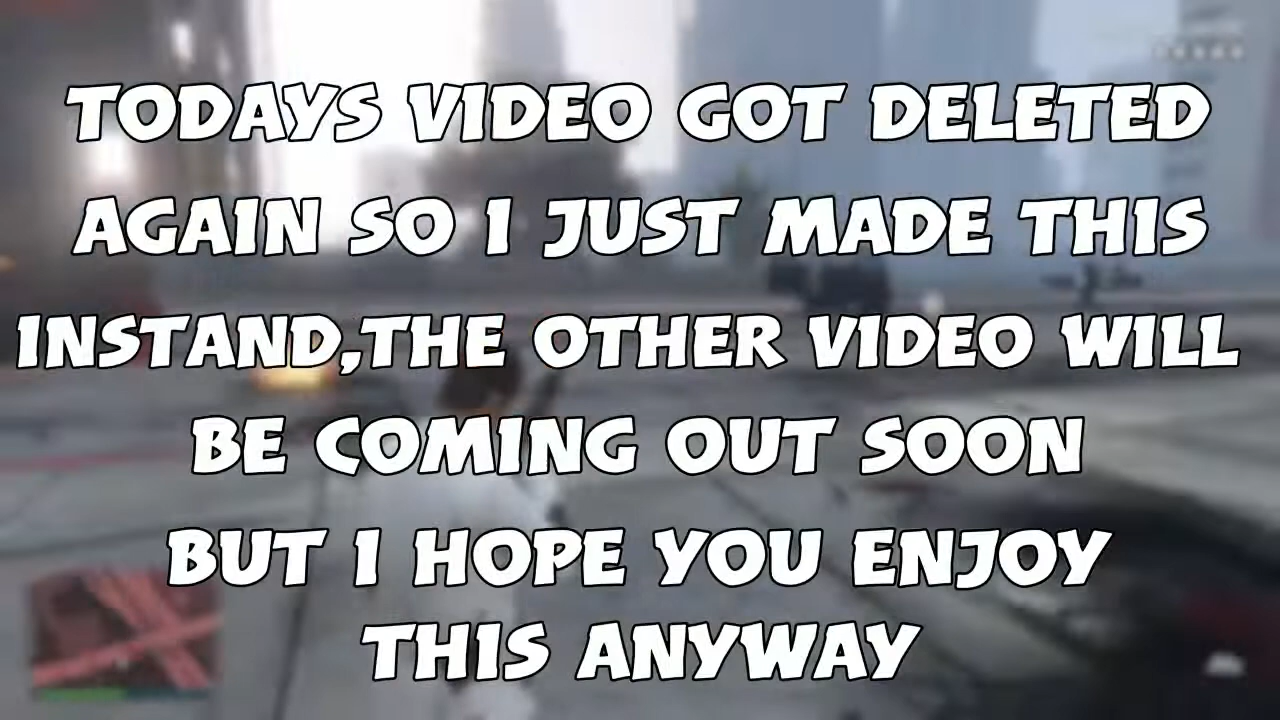 TODAYS VIDEO GOT DELETED
AGAIN SO I JUST MADE THIS
INSTAND,THE OTHER VIDEO WILL
BE COMING OUT SOON
BUT I HOPE YOU ENJOY
THIS ANYWAY